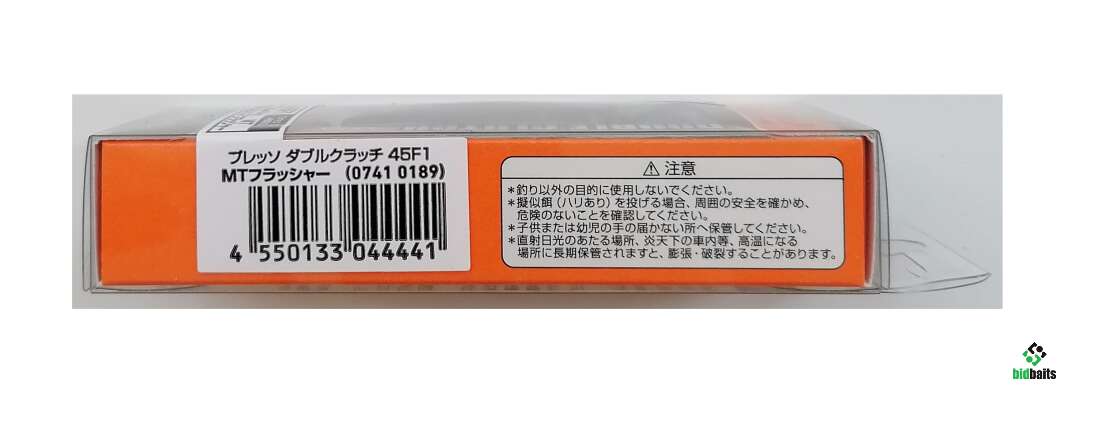 プレッソ ダブルクラッチ 45F1
MTフラッシャー (0741 0189)
4 550133 044441
⚠ 注意
*釣り以外の目的に使用しないでください。
*擬似餌(ハリあり)を投げる場合、周囲の安全を確かめ、
危険のないことを確認してください。
*子供または幼児の手の届かない所へ保管してください。
*直射日光のあたる場所、炎天下の車内等、高温になる
場所に長期保管されますと、膨張・破裂することがあります。
bidbaits